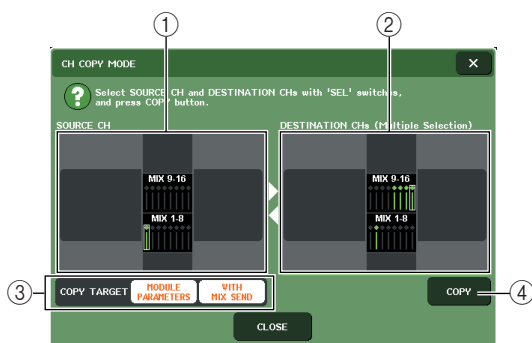 ① ②
CH COPY MODE ×
? Select SOURCE CH and DESTINATION CHs with 'SEL' switches,
and press COPY button.
SOURCE CH DESTINATION CHs (Multiple Selection)
MIX 9-16 MIX 9-16
MIX 1-8 MIX 1-8
③ COPY TARGET MODULE PARAMETERS WITH MIX SEND COPY ④
CLOSE